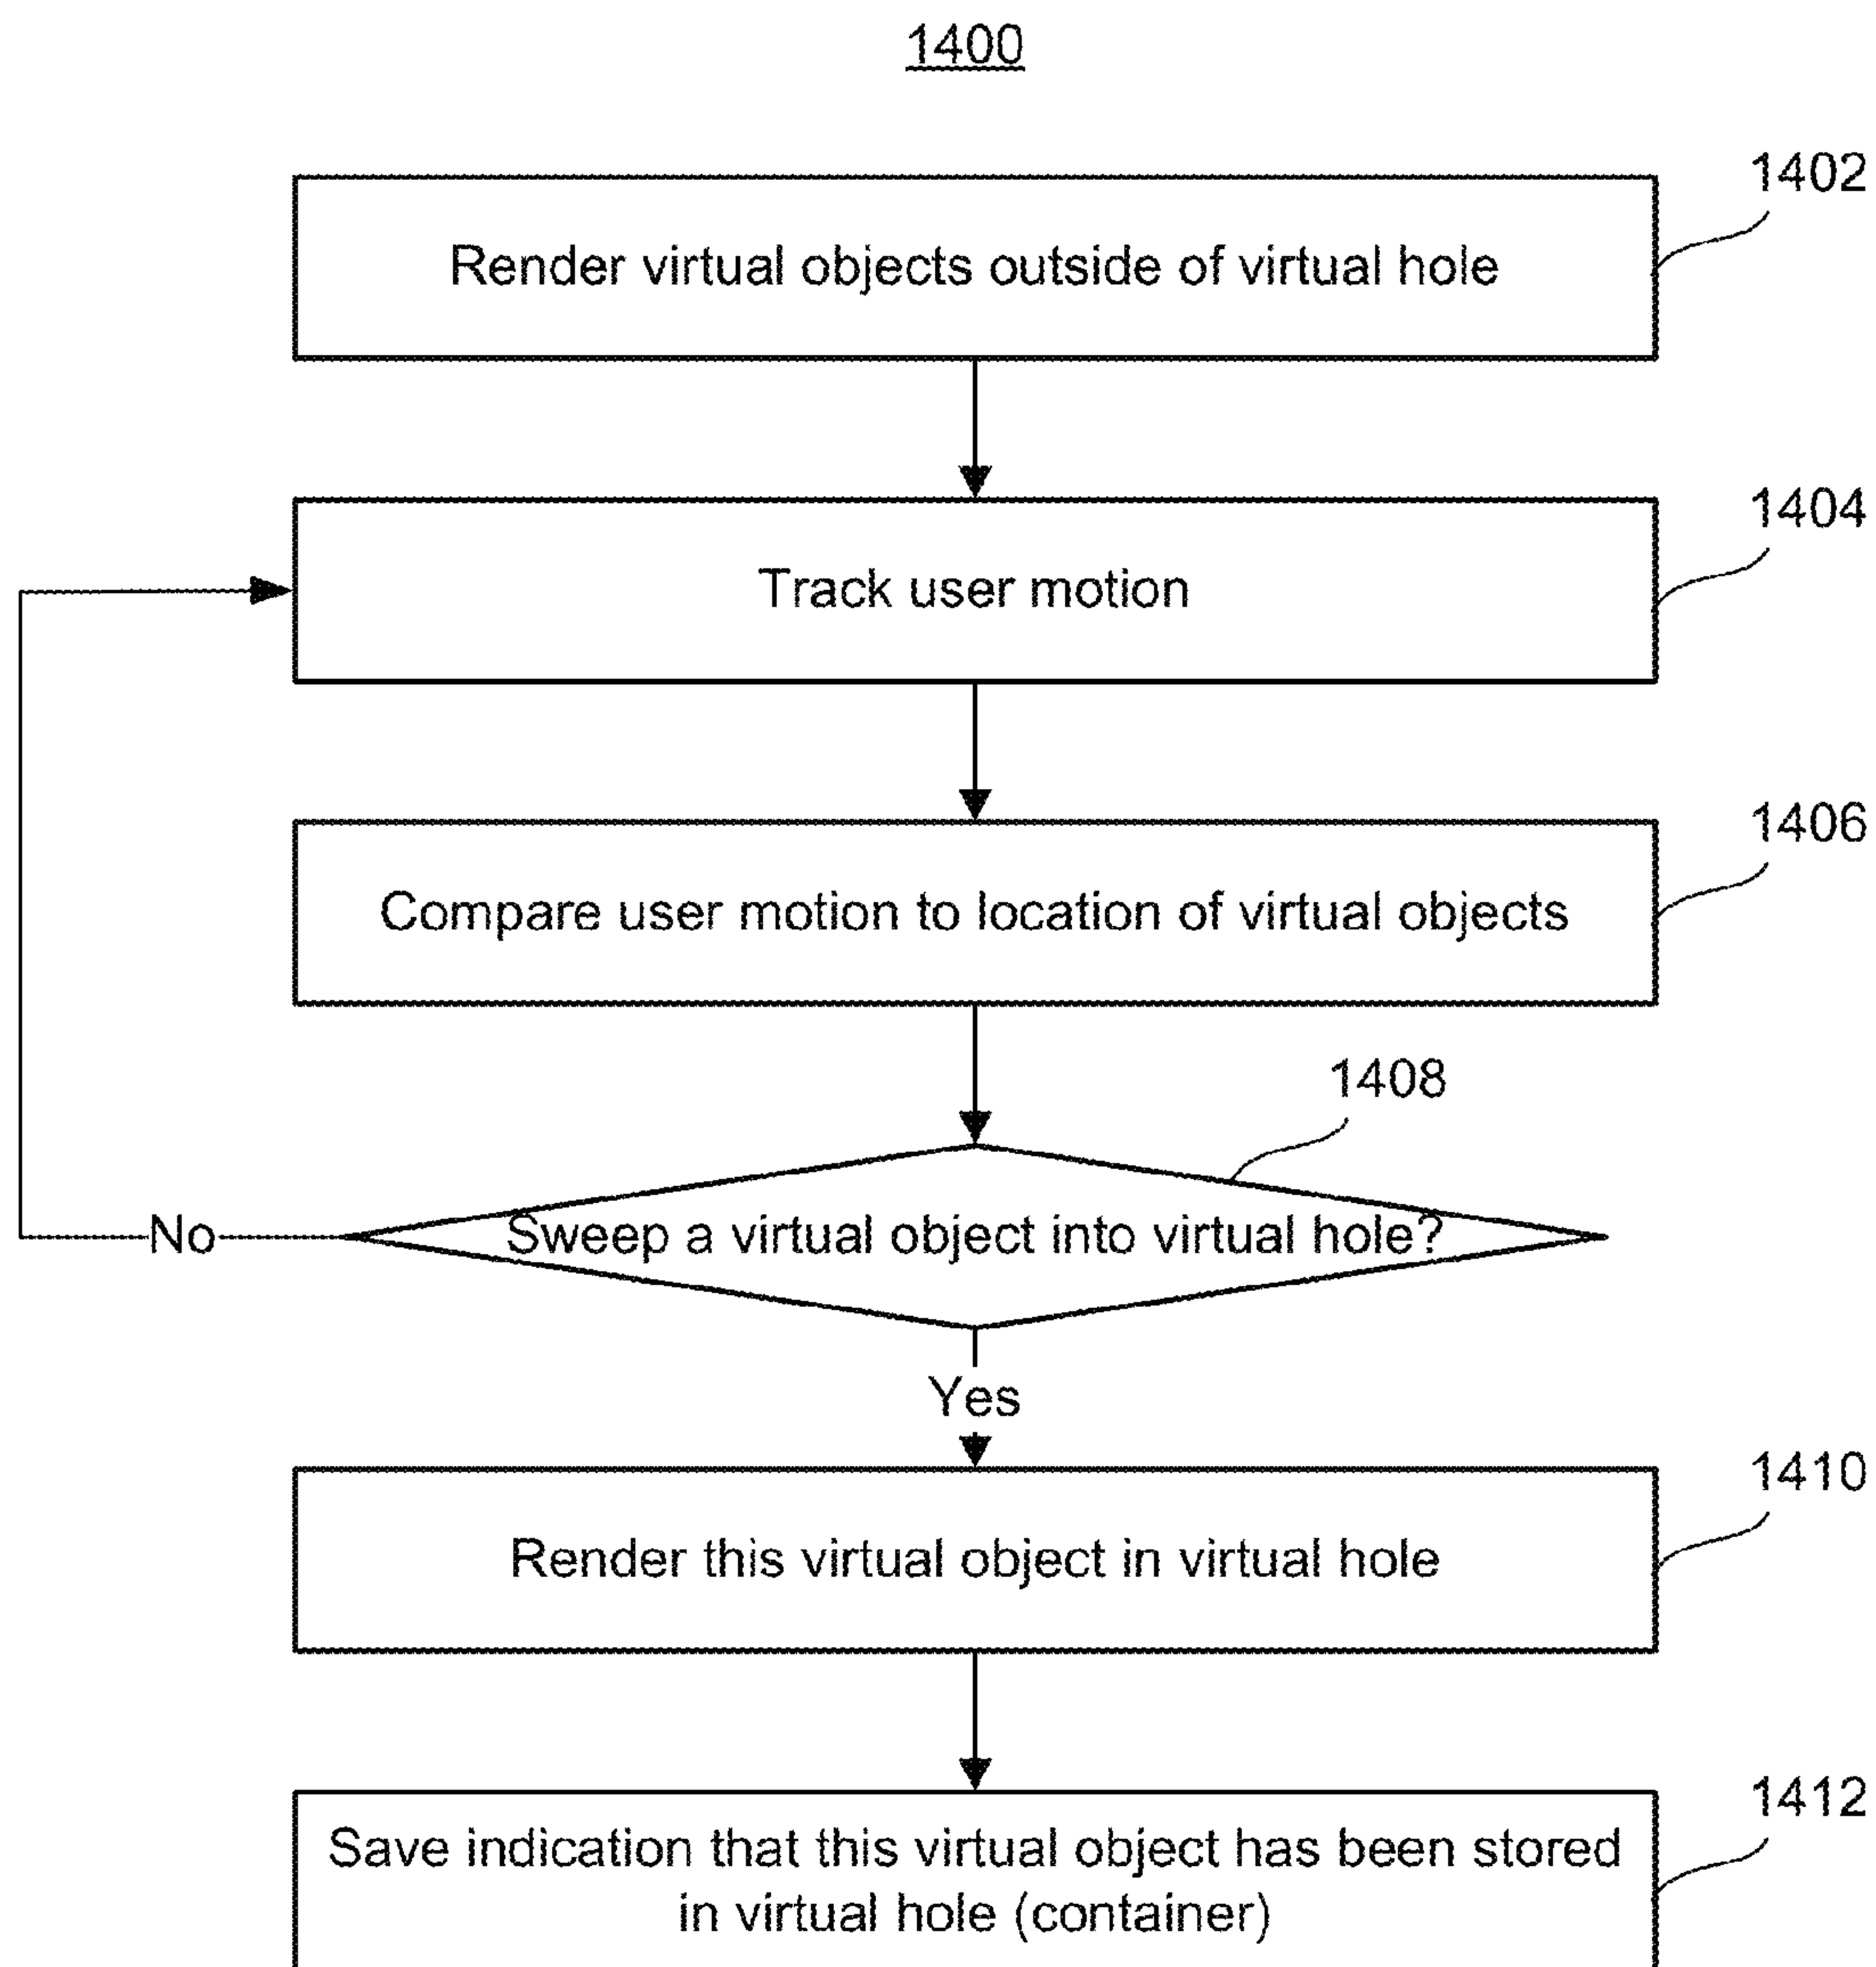 1400
1402
Render virtual objects outside of virtual hole
1404
Track user motion
1406
Compare user motion to location of virtual objects
1408
Sweep a virtual object into virtual hole?
No
Yes
1410
Render this virtual object in virtual hole
1412
Save indication that this virtual object has been stored
in virtual hole (container)